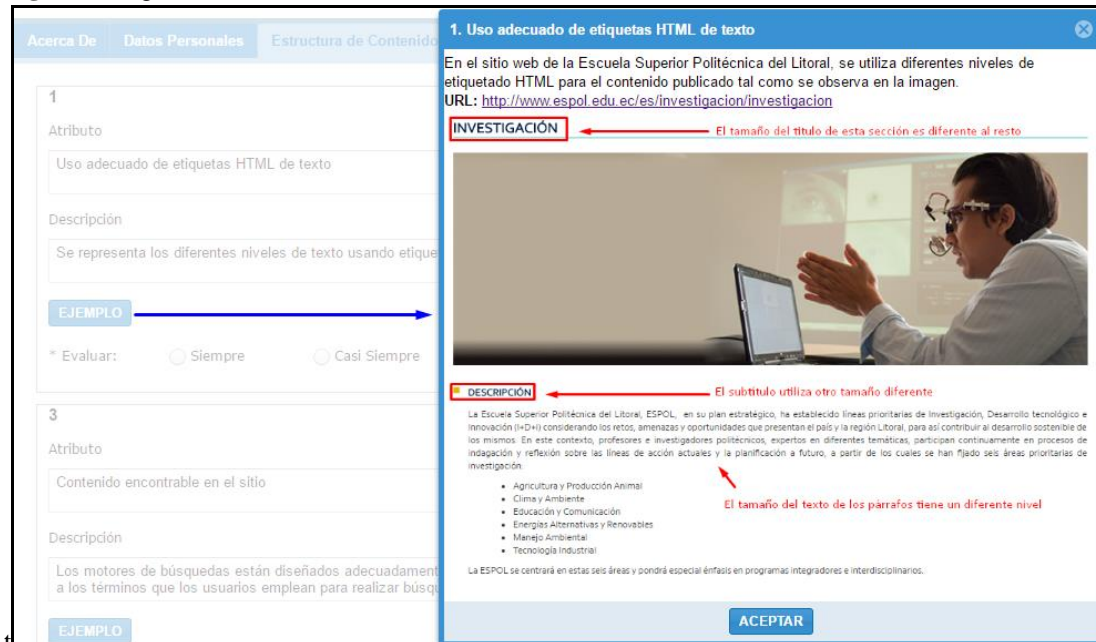 Acerca De Datos Personales Estructura de Contenido
1
Atributo
Uso adecuado de etiquetas HTML de texto
Descripción
Se representa los diferentes niveles de texto usando etique
EJEMPLO
* Evaluar: Siempre Casi Siempre
3
Atributo
Contenido encontrable en el sitio
Descripción
Los motores de búsquedas están diseñados adecuadament
a los términos que los usuarios emplean para realizar búsqu
EJEMPLO
t
1. Uso adecuado de etiquetas HTML de texto
En el sitio web de la Escuela Superior Politécnica del Litoral, se utiliza diferentes niveles de
etiquetado HTML para el contenido publicado tal como se observa en la imagen.
URL: http://www.espol.edu.ec/es/investigacion/investigacion
INVESTIGACIÓN
El tamaño del titulo de esta sección es diferente al resto
DESCRIPCIÓN
El subtitulo utiliza otro tamaño diferente
La Escuela Superior Politécnica del Litoral, ESPOL, en su plan estratégico, ha establecido líneas prioritarias de Investigación, Desarrollo tecnológico e
Innovación (I+D+i) considerando los retos, amenazas y oportunidades que presentan el país y la región Litoral, para así contribuir al desarrollo sostenible de
los mismos. En este contexto, profesores e investigadores politécnicos, expertos en diferentes temáticas, participan continuamente en procesos de
indagación y reflexión sobre las líneas de acción actuales y la planificación a futuro, a partir de los cuales se han fijado seis áreas prioritarias de
investigación:
Agricultura y Producción Animal
Clima y Ambiente
Educación y Comunicación
Energías Alternativas y Renovables
Manejo Ambiental
Tecnología Industrial
El tamaño del texto de los párrafos tiene un diferente nivel
La ESPOL se centrará en estas seis áreas y pondrá especial énfasis en programas integradores e interdisciplinarios.
ACEPTAR